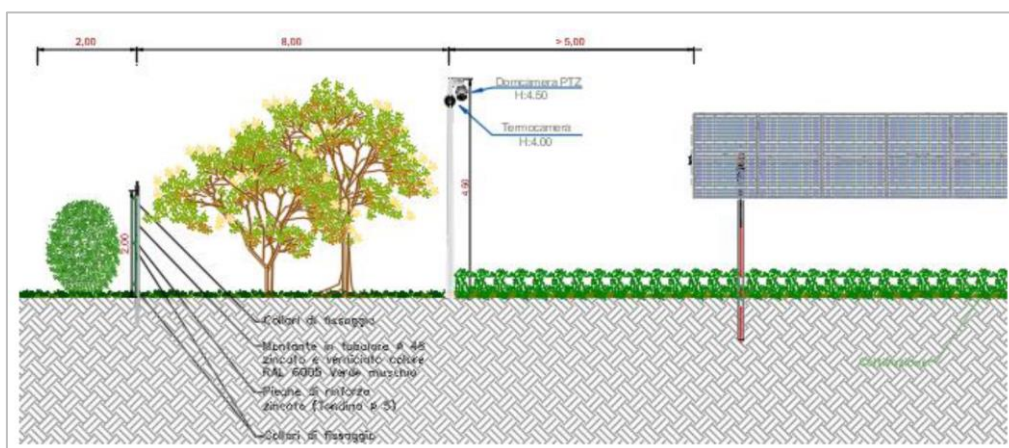 2,00
8,00
> 5,00
Domcamera PTZ
H:4.50
Termocamera
H:4.00
4.50
2,00
Collari di fissaggio
Montante in tubolare ø 48
zincato e verniciato colore
RAL 6005 Verde muschio
Pieghe di rinforzo
zincato (Tondino ø 5)
Collari di fissaggio